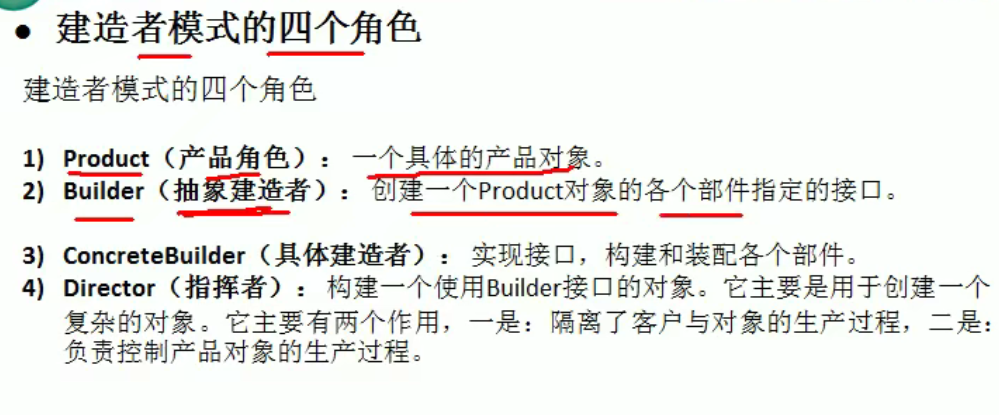 ● 建造者模式的四个角色
建造者模式的四个角色
1) Product（产品角色）： 一个具体的产品对象。
2) Builder（抽象建造者）： 创建一个Product对象的各个部件指定的接口。
3) ConcreteBuilder（具体建造者）： 实现接口，构建和装配各个部件。
4) Director（指挥者）： 构建一个使用Builder接口的对象。它主要是用于创建一个
复杂的对象。它主要有两个作用，一是：隔离了客户与对象的生产过程，二是：
负责控制产品对象的生产过程。